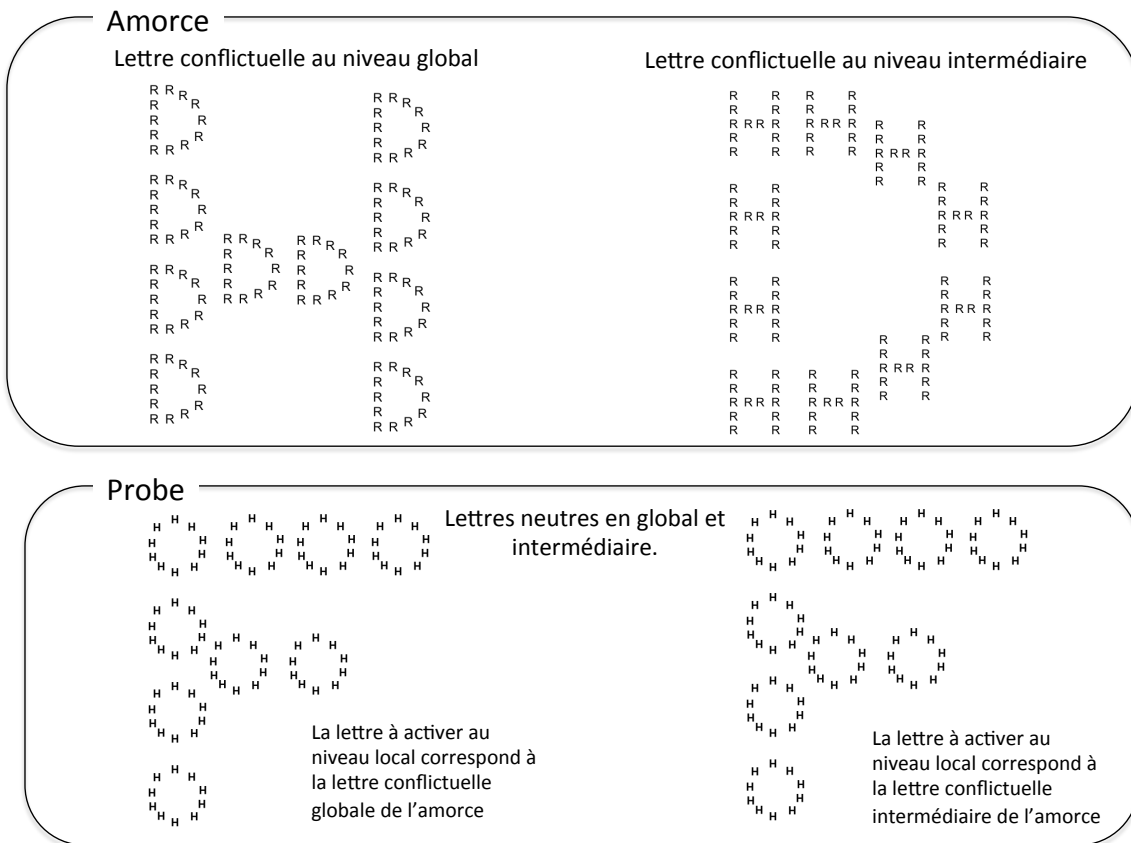 Amorce
Lettre conflictuelle au niveau global
Lettre conflictuelle au niveau intermédiaire
Probe
Lettres neutres en global et
intermédiaire.
La lettre à activer au
niveau local correspond à
la lettre conflictuelle
globale de l'amorce
La lettre à activer au
niveau local correspond à
la lettre conflictuelle
intermédiaire de l'amorce